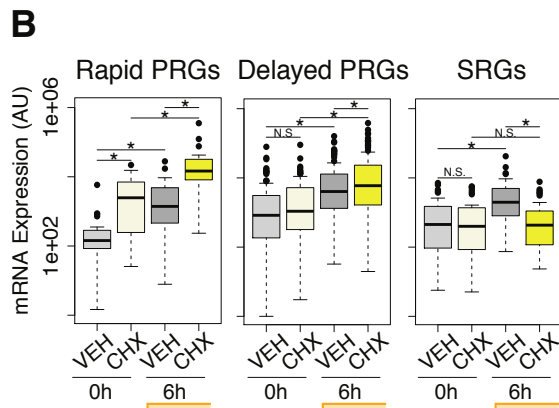 B
Rapid PRGs
Delayed PRGs
SRGs
mRNA Expression (AU)
1e+06
1e+02
*
*
*
*
*
*
*
N.S.
*
N.S.
*
N.S.
VEH
CHX
VEH
CHX
VEH
CHX
VEH
CHX
VEH
CHX
VEH
CHX
0h
6h
0h
6h
0h
6h